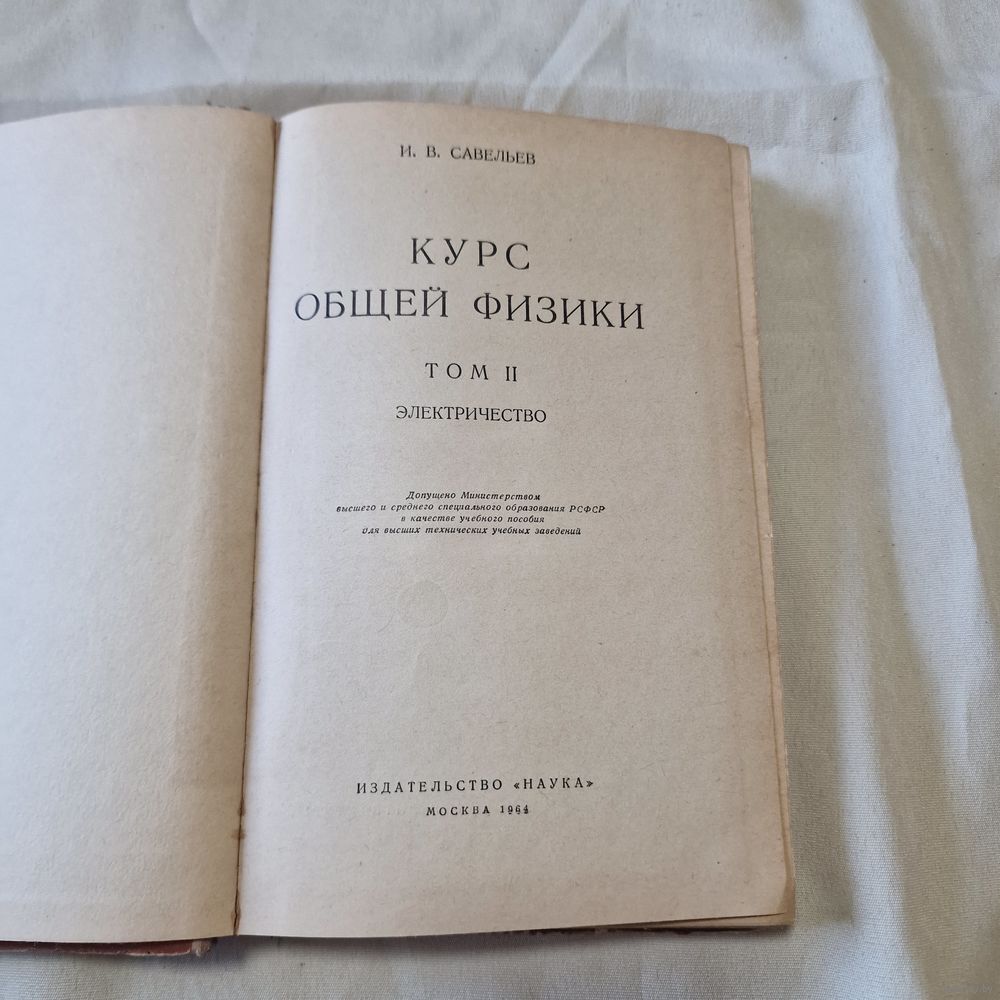 И. В. САВЕЛЬЕВ
КУРС
ОБЩЕЙ ФИЗИКИ
ТОМ II
ЭЛЕКТРИЧЕСТВО
Допущено Министерством
высшего и среднего специального образования РСФСР
в качестве учебного пособия
для высших технических учебных заведений
ИЗДАТЕЛЬСТВО «НАУКА»
МОСКВА 1964